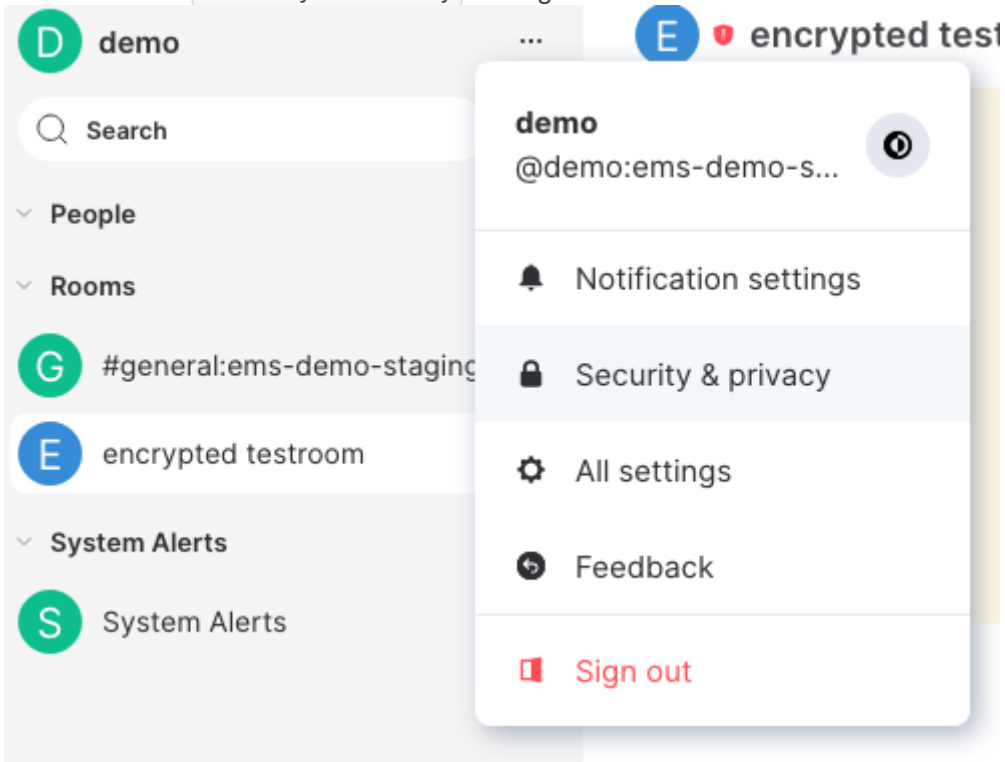 D demo ...
Search
People
Rooms
G #general:ems-demo-staging
E encrypted testroom
System Alerts
S System Alerts
E encrypted test
demo
@demo:ems-demo-s...
Notification settings
Security & privacy
All settings
Feedback
Sign out